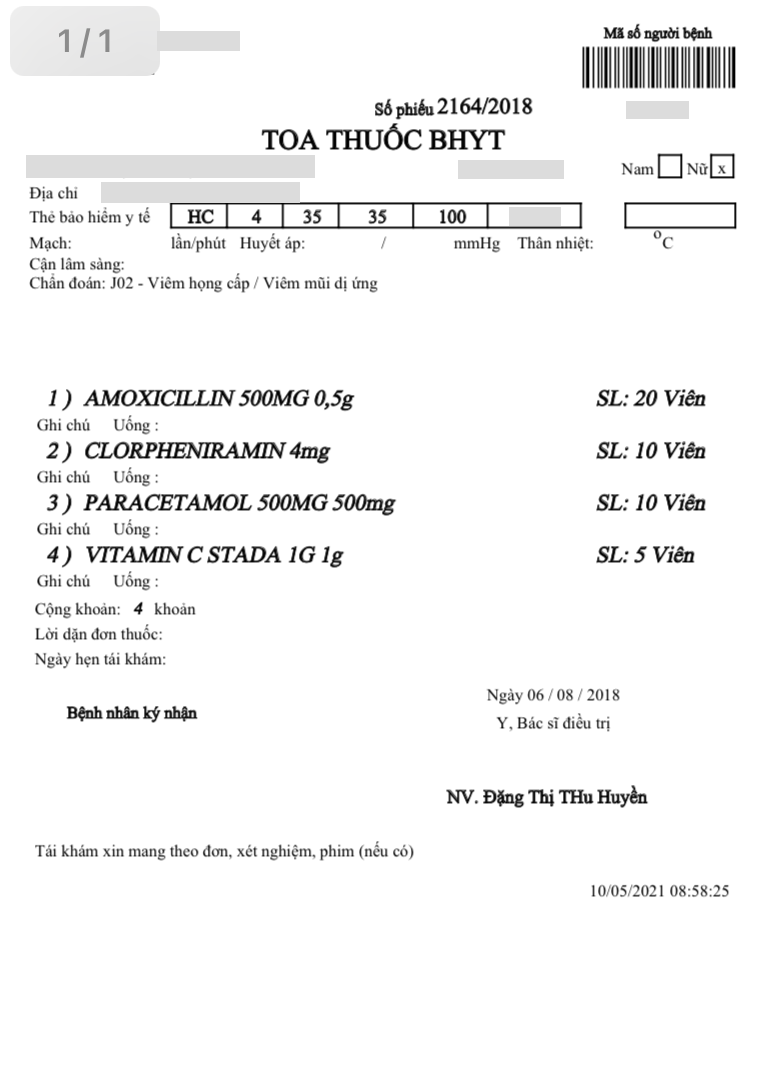 1/1
Mã số người bệnh
Số phiếu 2164/2018
TOA THUỐC BHYT
Nam Nữ x
Địa chỉ
Thẻ bảo hiểm y tế HC 4 35 35 100
Mạch: lần/phút Huyết áp: / mmHg Thân nhiệt: °C
Cận lâm sàng:
Chẩn đoán: J02 - Viêm họng cấp / Viêm mũi dị ứng
1 ) AMOXICILLIN 500MG 0,5g SL: 20 Viên
Ghi chú Uống :
2 ) CLORPHENIRAMIN 4mg SL: 10 Viên
Ghi chú Uống :
3 ) PARACETAMOL 500MG 500mg SL: 10 Viên
Ghi chú Uống :
4 ) VITAMIN C STADA 1G 1g SL: 5 Viên
Ghi chú Uống :
Cộng khoản: 4 khoản
Lời dặn đơn thuốc:
Ngày hẹn tái khám:
Ngày 06 / 08 / 2018
Bệnh nhân ký nhận
Y, Bác sĩ điều trị
NV. Đặng Thị THu Huyền
Tái khám xin mang theo đơn, xét nghiệm, phim (nếu có)
10/05/2021 08:58:25